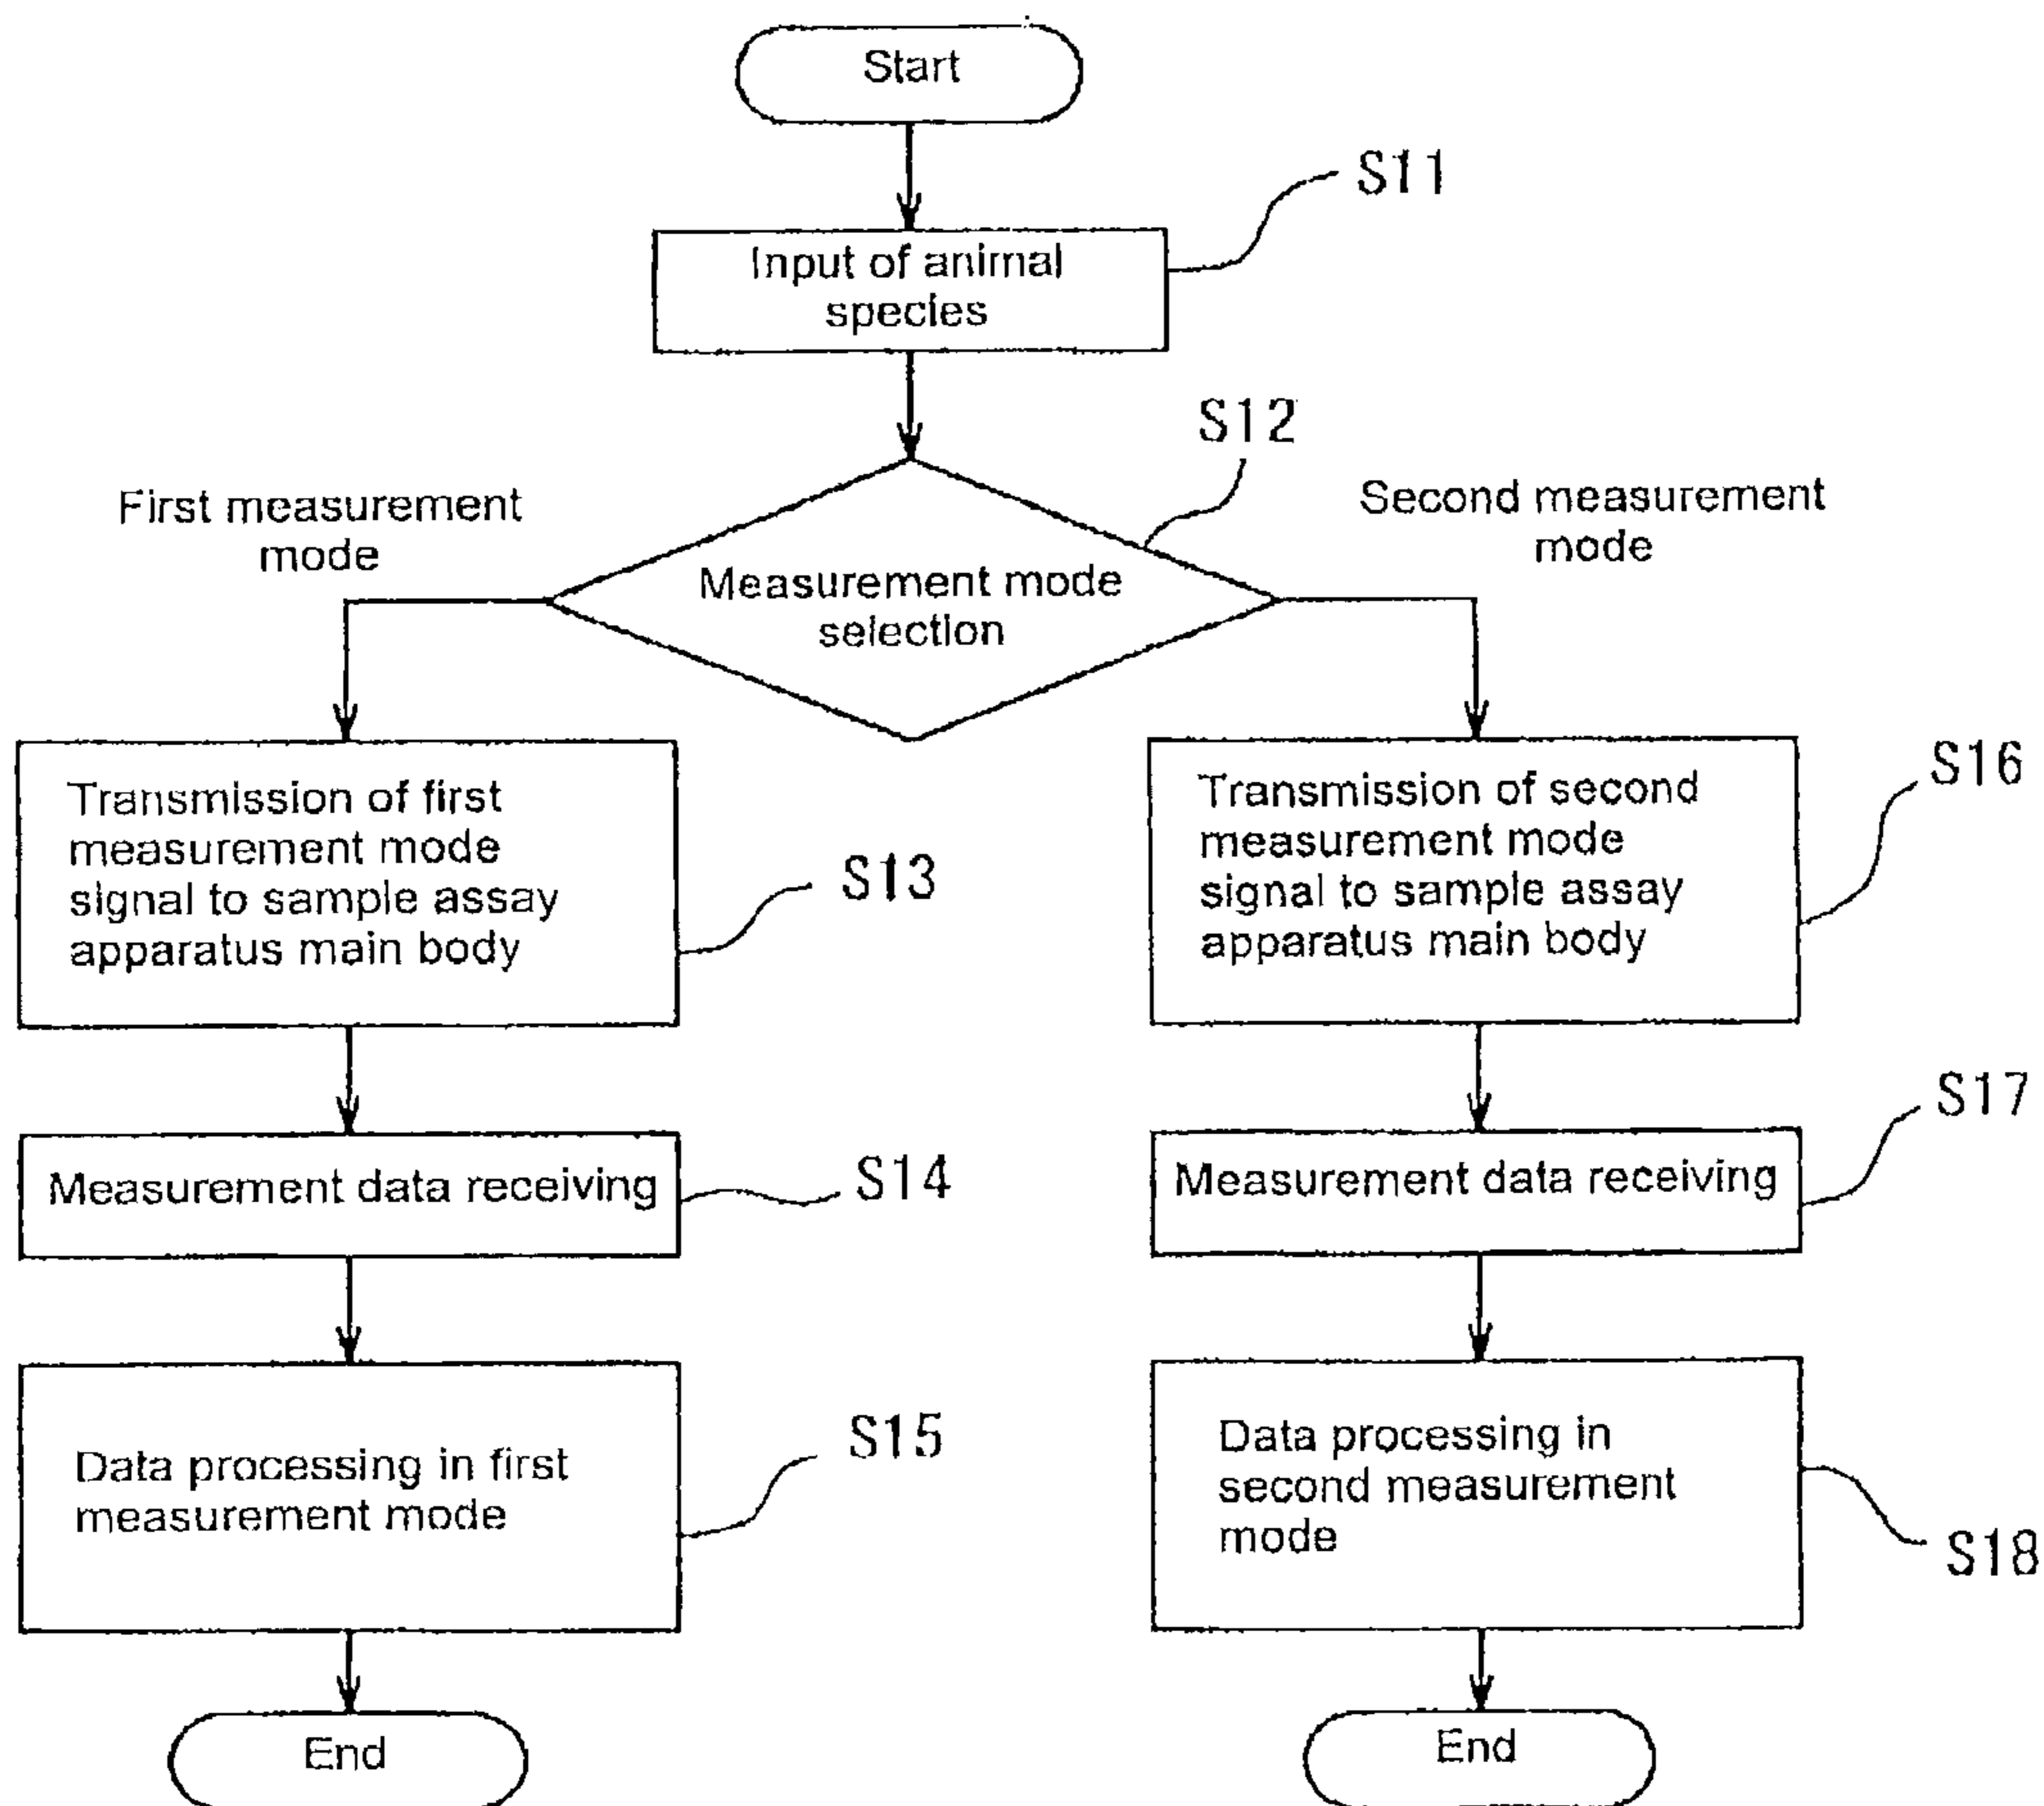 Start
S11
Input of animal
species
S12
First measurement
mode
Second measurement
mode
Measurement mode
selection
Transmission of first
measurement mode
signal to sample assay
apparatus main body
S13
Transmission of second
measurement mode
signal to sample assay
apparatus main body
S16
Measurement data receiving
S14
Measurement data receiving
S17
Data processing in first
measurement mode
S15
Data processing in
second measurement
mode
S18
End
End